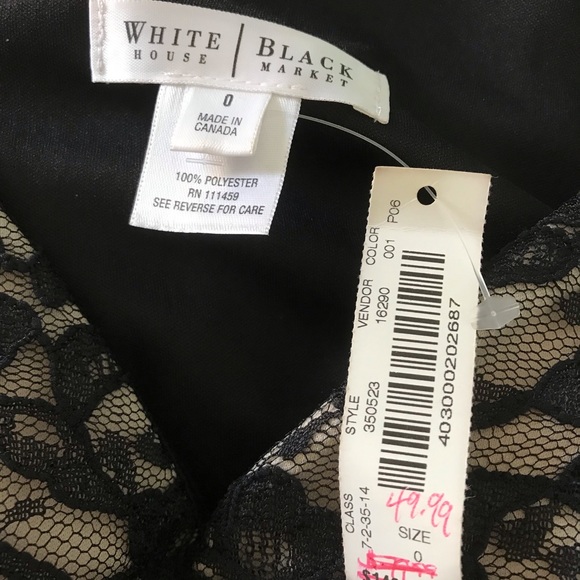 WHITE | BLACK
HOUSE | MARKET
0
MADE IN
CANADA
100% POLYESTER
RN 111459
SEE REVERSE FOR CARE
P06
COLOR
001
VENDOR
16290
STYLE
350523
CLASS
7-2-35-14
403000202687
49.99
SIZE
0